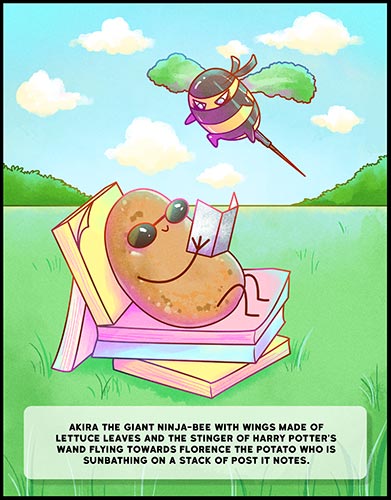 AKIRA THE GIANT NINJA-BEE WITH WINGS MADE OF
LETTUCE LEAVES AND THE STINGER OF HARRY POTTER'S
WAND FLYING TOWARDS FLORENCE THE POTATO WHO IS
SUNBATHING ON A STACK OF POST IT NOTES.